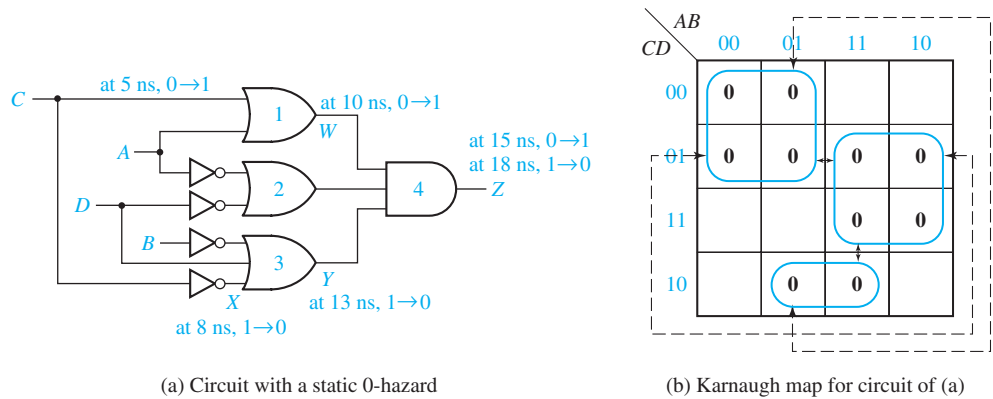 C
at 5 ns, 0→1
1
at 10 ns, 0→1
W
A
at 15 ns, 0→1
at 18 ns, 1→0
2
4
Z
D
B
3
X
Y
at 8 ns, 1→0
at 13 ns, 1→0
(a) Circuit with a static 0-hazard
AB
CD
00 01 11 10
00 0 0
01 0 0 0 0
11 0 0
10 0 0
(b) Karnaugh map for circuit of (a)